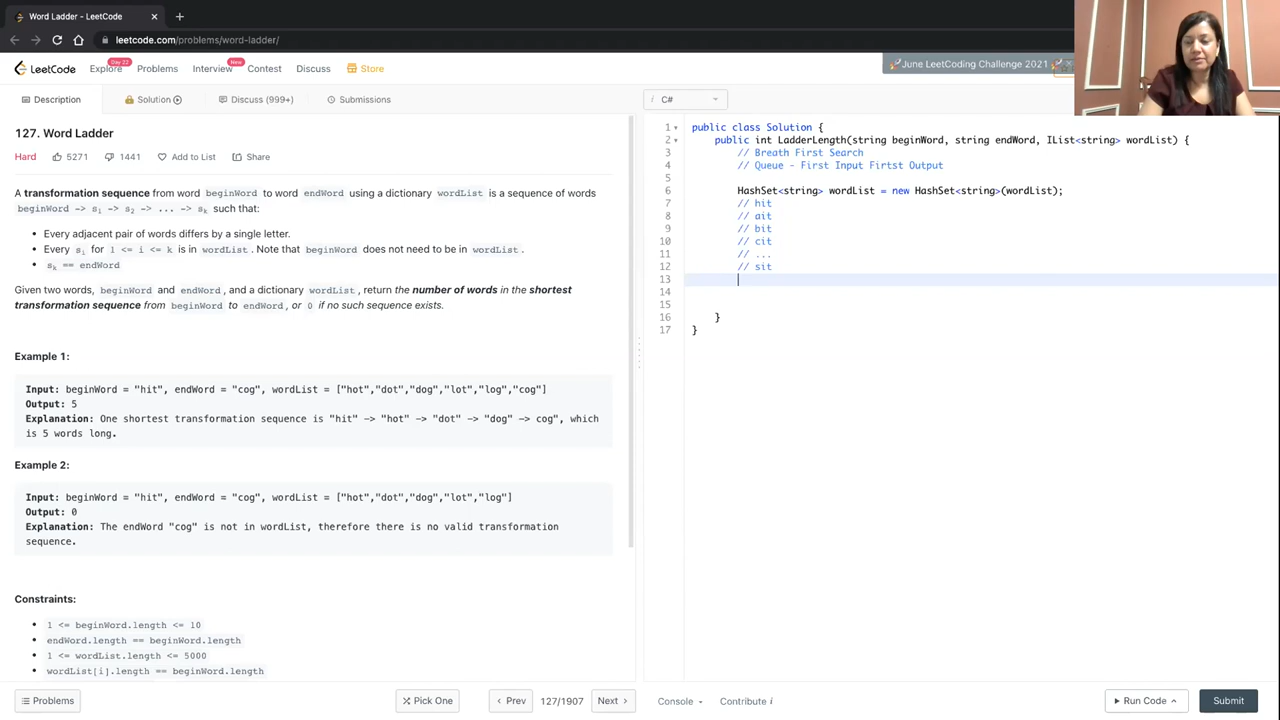 Word Ladder - LeetCode
leetcode.com/problems/word-ladder/
LeetCode
Explore
Day 22
Problems
Interview
New
Contest
Discuss
Store
June LeetCoding Challenge 2021
Description
Solution
Discuss (999+)
Submissions
C#
127. Word Ladder
Hard
5271
1441
Add to List
Share
A transformation sequence from word beginWord to word endWord using a dictionary wordList is a sequence of words
beginWord -> s1 -> s2 -> ... -> sk such that:
Every adjacent pair of words differs by a single letter.
Every si for 1 <= i <= k is in wordList. Note that beginWord does not need to be in wordList.
sk == endWord
Given two words, beginWord and endWord, and a dictionary wordList, return the number of words in the shortest
transformation sequence from beginWord to endWord, or 0 if no such sequence exists.
Example 1:
Input: beginWord = "hit", endWord = "cog", wordList = ["hot","dot","dog","lot","log","cog"]
Output: 5
Explanation: One shortest transformation sequence is "hit" -> "hot" -> "dot" -> "dog" -> cog", which
is 5 words long.
Example 2:
Input: beginWord = "hit", endWord = "cog", wordList = ["hot","dot","dog","lot","log"]
Output: 0
Explanation: The endWord "cog" is not in wordList, therefore there is no valid transformation
sequence.
Constraints:
1 <= beginWord.length <= 10
endWord.length == beginWord.length
1 <= wordList.length <= 5000
wordList[i].length == beginWord.length
1 public class Solution {
2 public int LadderLength(string beginWord, string endWord, IList<string> wordList) {
3 // Breath First Search
4 // Queue - First Input Firtst Output
5
6 HashSet<string> wordList = new HashSet<string>(wordList);
7 // hit
8 // ait
9 // bit
10 // cit
11 // ...
12 // sit
13
14
15
16 }
17 }
Problems
Pick One
Prev
127/1907
Next
Console
Contribute i
Run Code
Submit